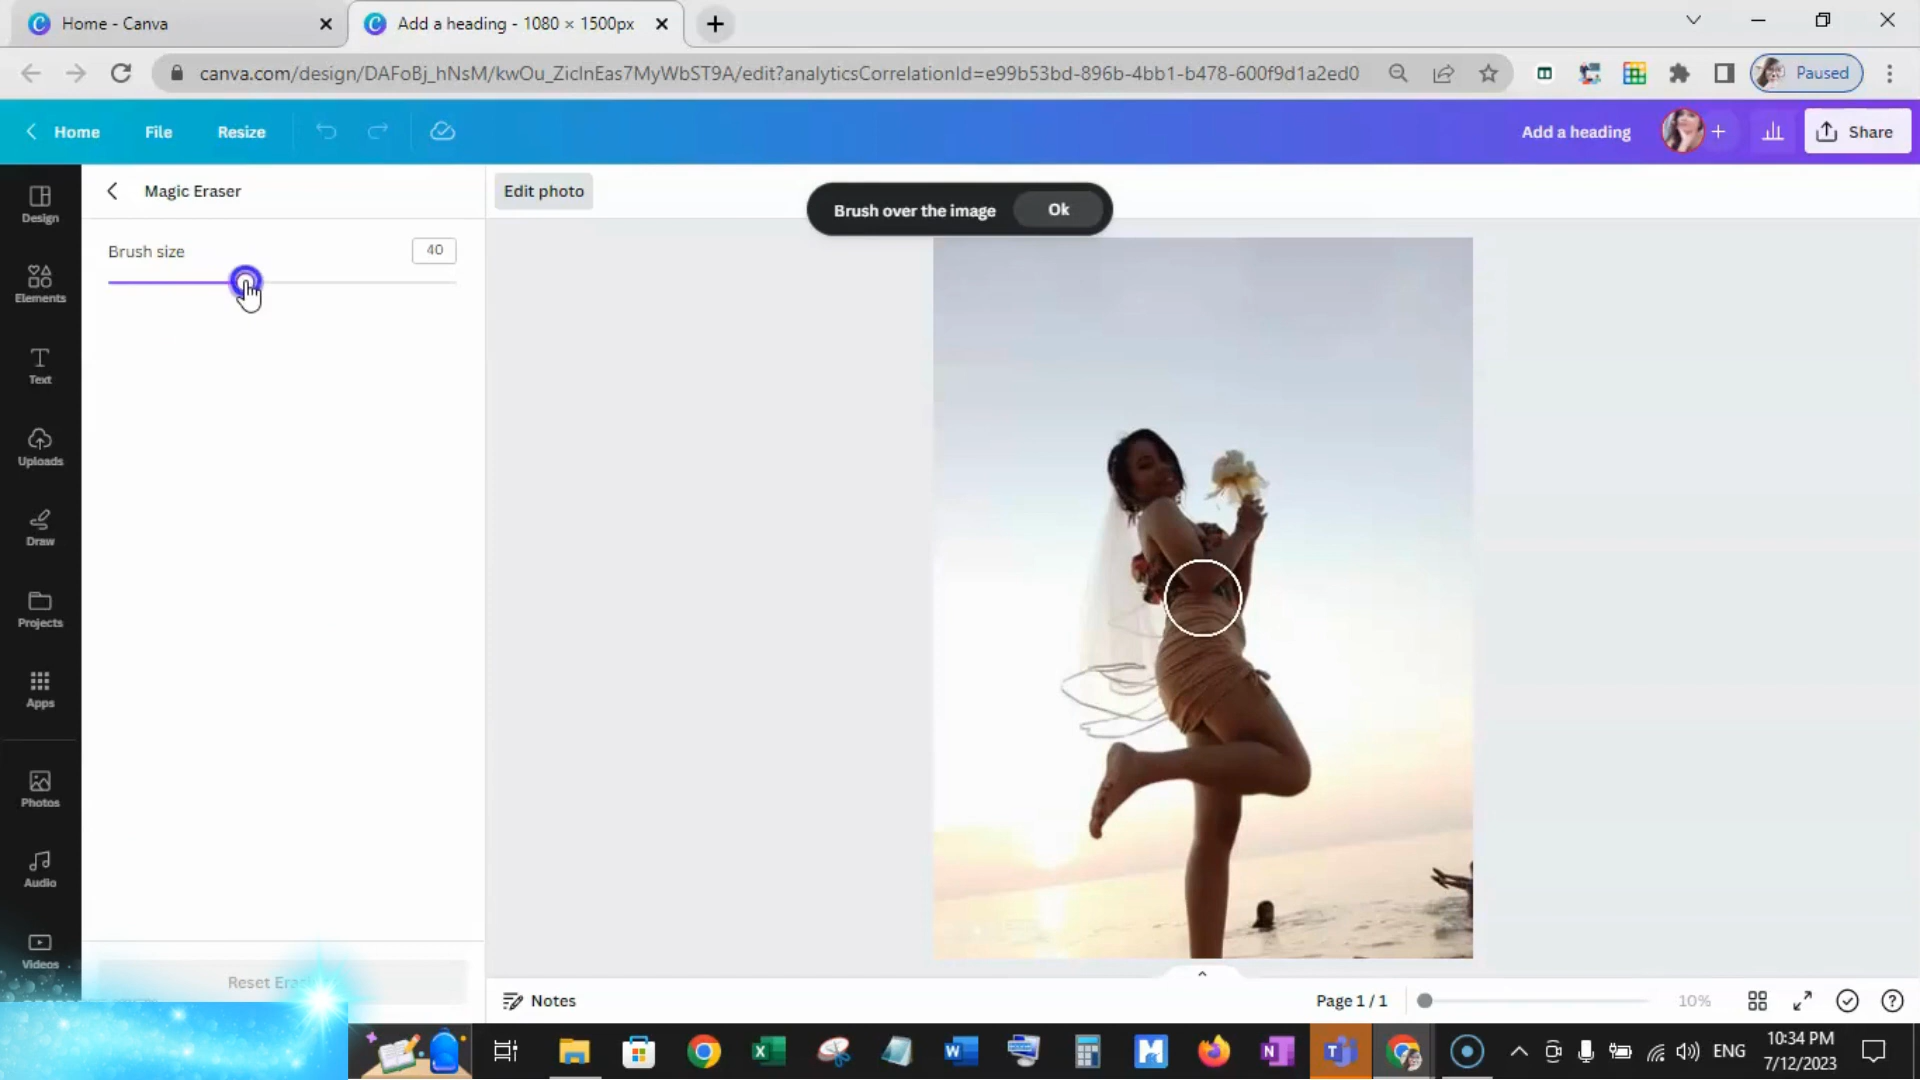 Home - Canva
Add a heading - 1080 × 1500px
canva.com/design/DAFoBj_hNsM/kwOu_ZicInEas7MyWbST9A/edit?analyticsCorrelationId=e99b53bd-896b-4bb1-b478-600f9d1a2ed0
Paused
Home
File
Resize
Add a heading
Share
Design
Elements
Text
Uploads
Draw
Projects
Apps
Photos
Audio
Videos
Magic Eraser
Brush size
40
Reset
Edit photo
Brush over the image
Ok
Notes
Page 1 / 1
10%
ENG
10:34 PM
7/12/2023